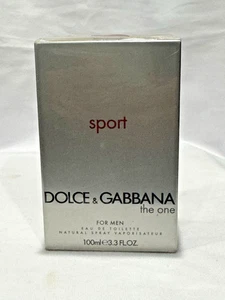 sport
DOLCE & GABBANA
the one
FOR MEN
EAU DE TOILETTE
NATURAL SPRAY VAPORISATEUR
100ml℮3.3 FL.OZ.